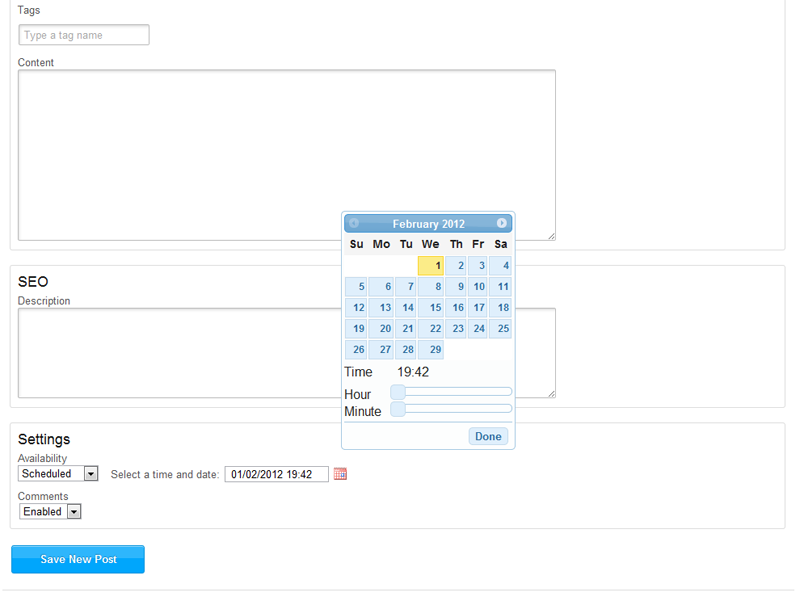 Tags
Type a tag name
Content
February 2012
Su Mo Tu We Th Fr Sa
1 2 3 4
5 6 7 8 9 10 11
12 13 14 15 16 17 18
19 20 21 22 23 24 25
26 27 28 29
Time 19:42
Hour
Minute
Done
SEO
Description
Settings
Availability
Scheduled Select a time and date: 01/02/2012 19:42
Comments
Enabled
Save New Post